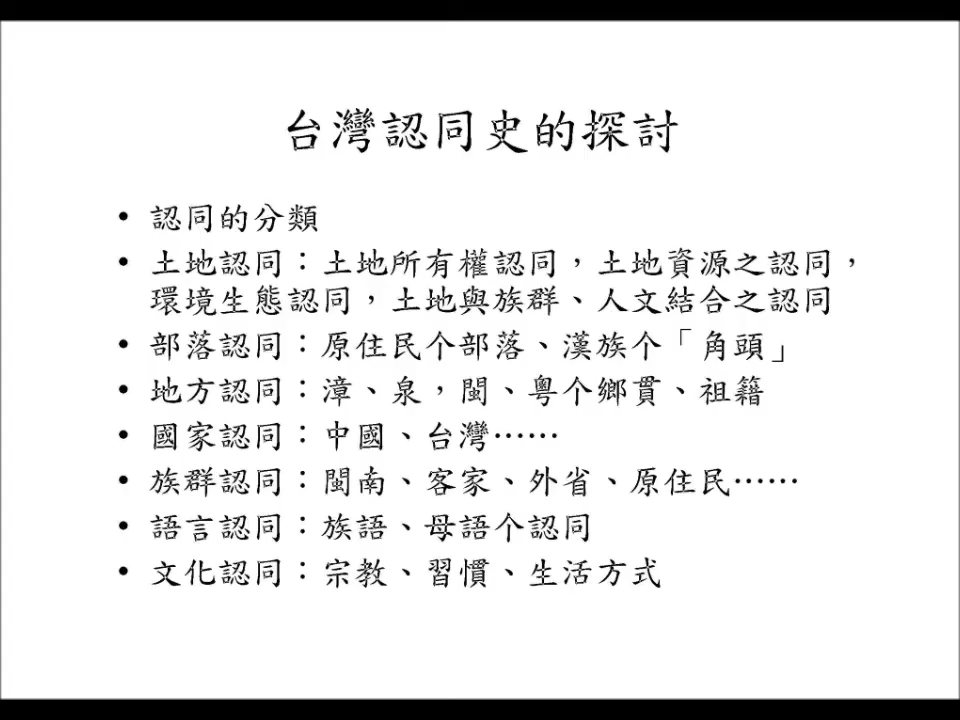 台灣認同史的探討
• 認同的分類
• 土地認同：土地所有權認同，土地資源之認同，
環境生態認同，土地與族群、人文結合之認同
• 部落認同：原住民个部落、漢族个「角頭」
• 地方認同：漳、泉，閩、粵个鄉貫、祖籍
• 國家認同：中國、台灣……
• 族群認同：閩南、客家、外省、原住民……
• 語言認同：族語、母語个認同
• 文化認同：宗教、習慣、生活方式